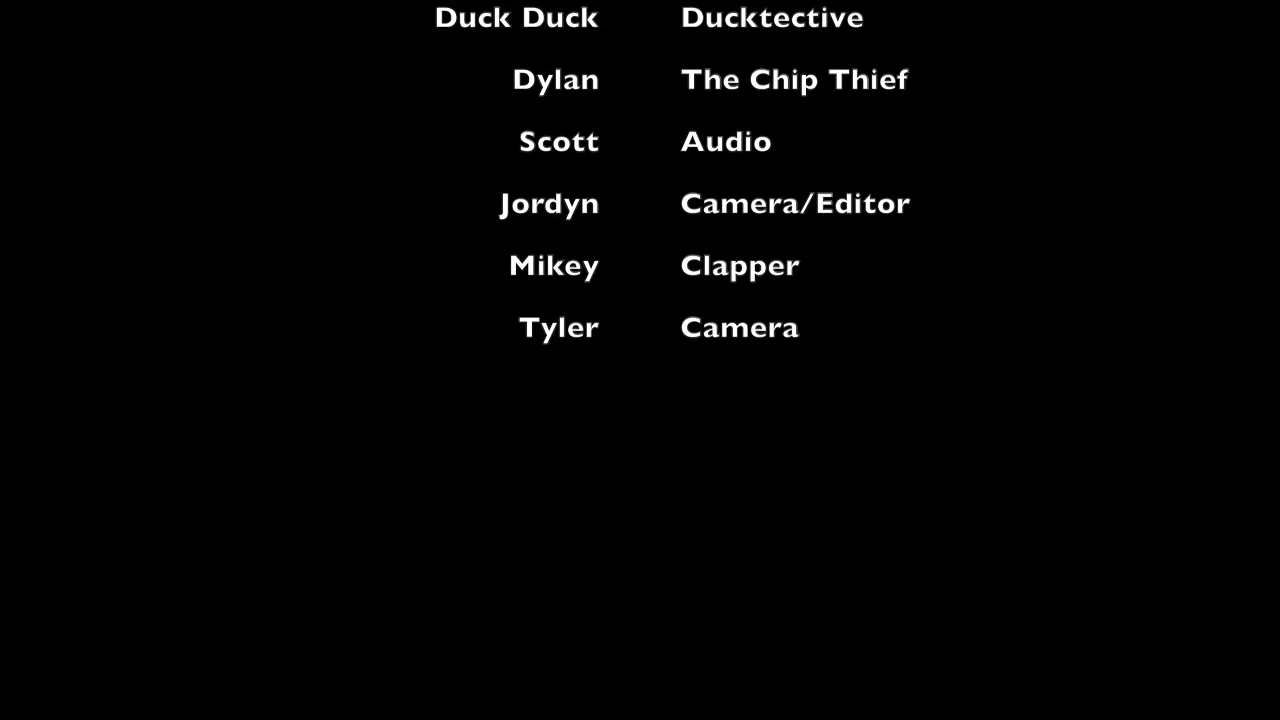 Duck Duck Ducktective
Dylan The Chip Thief
Scott Audio
Jordyn Camera/Editor
Mikey Clapper
Tyler Camera